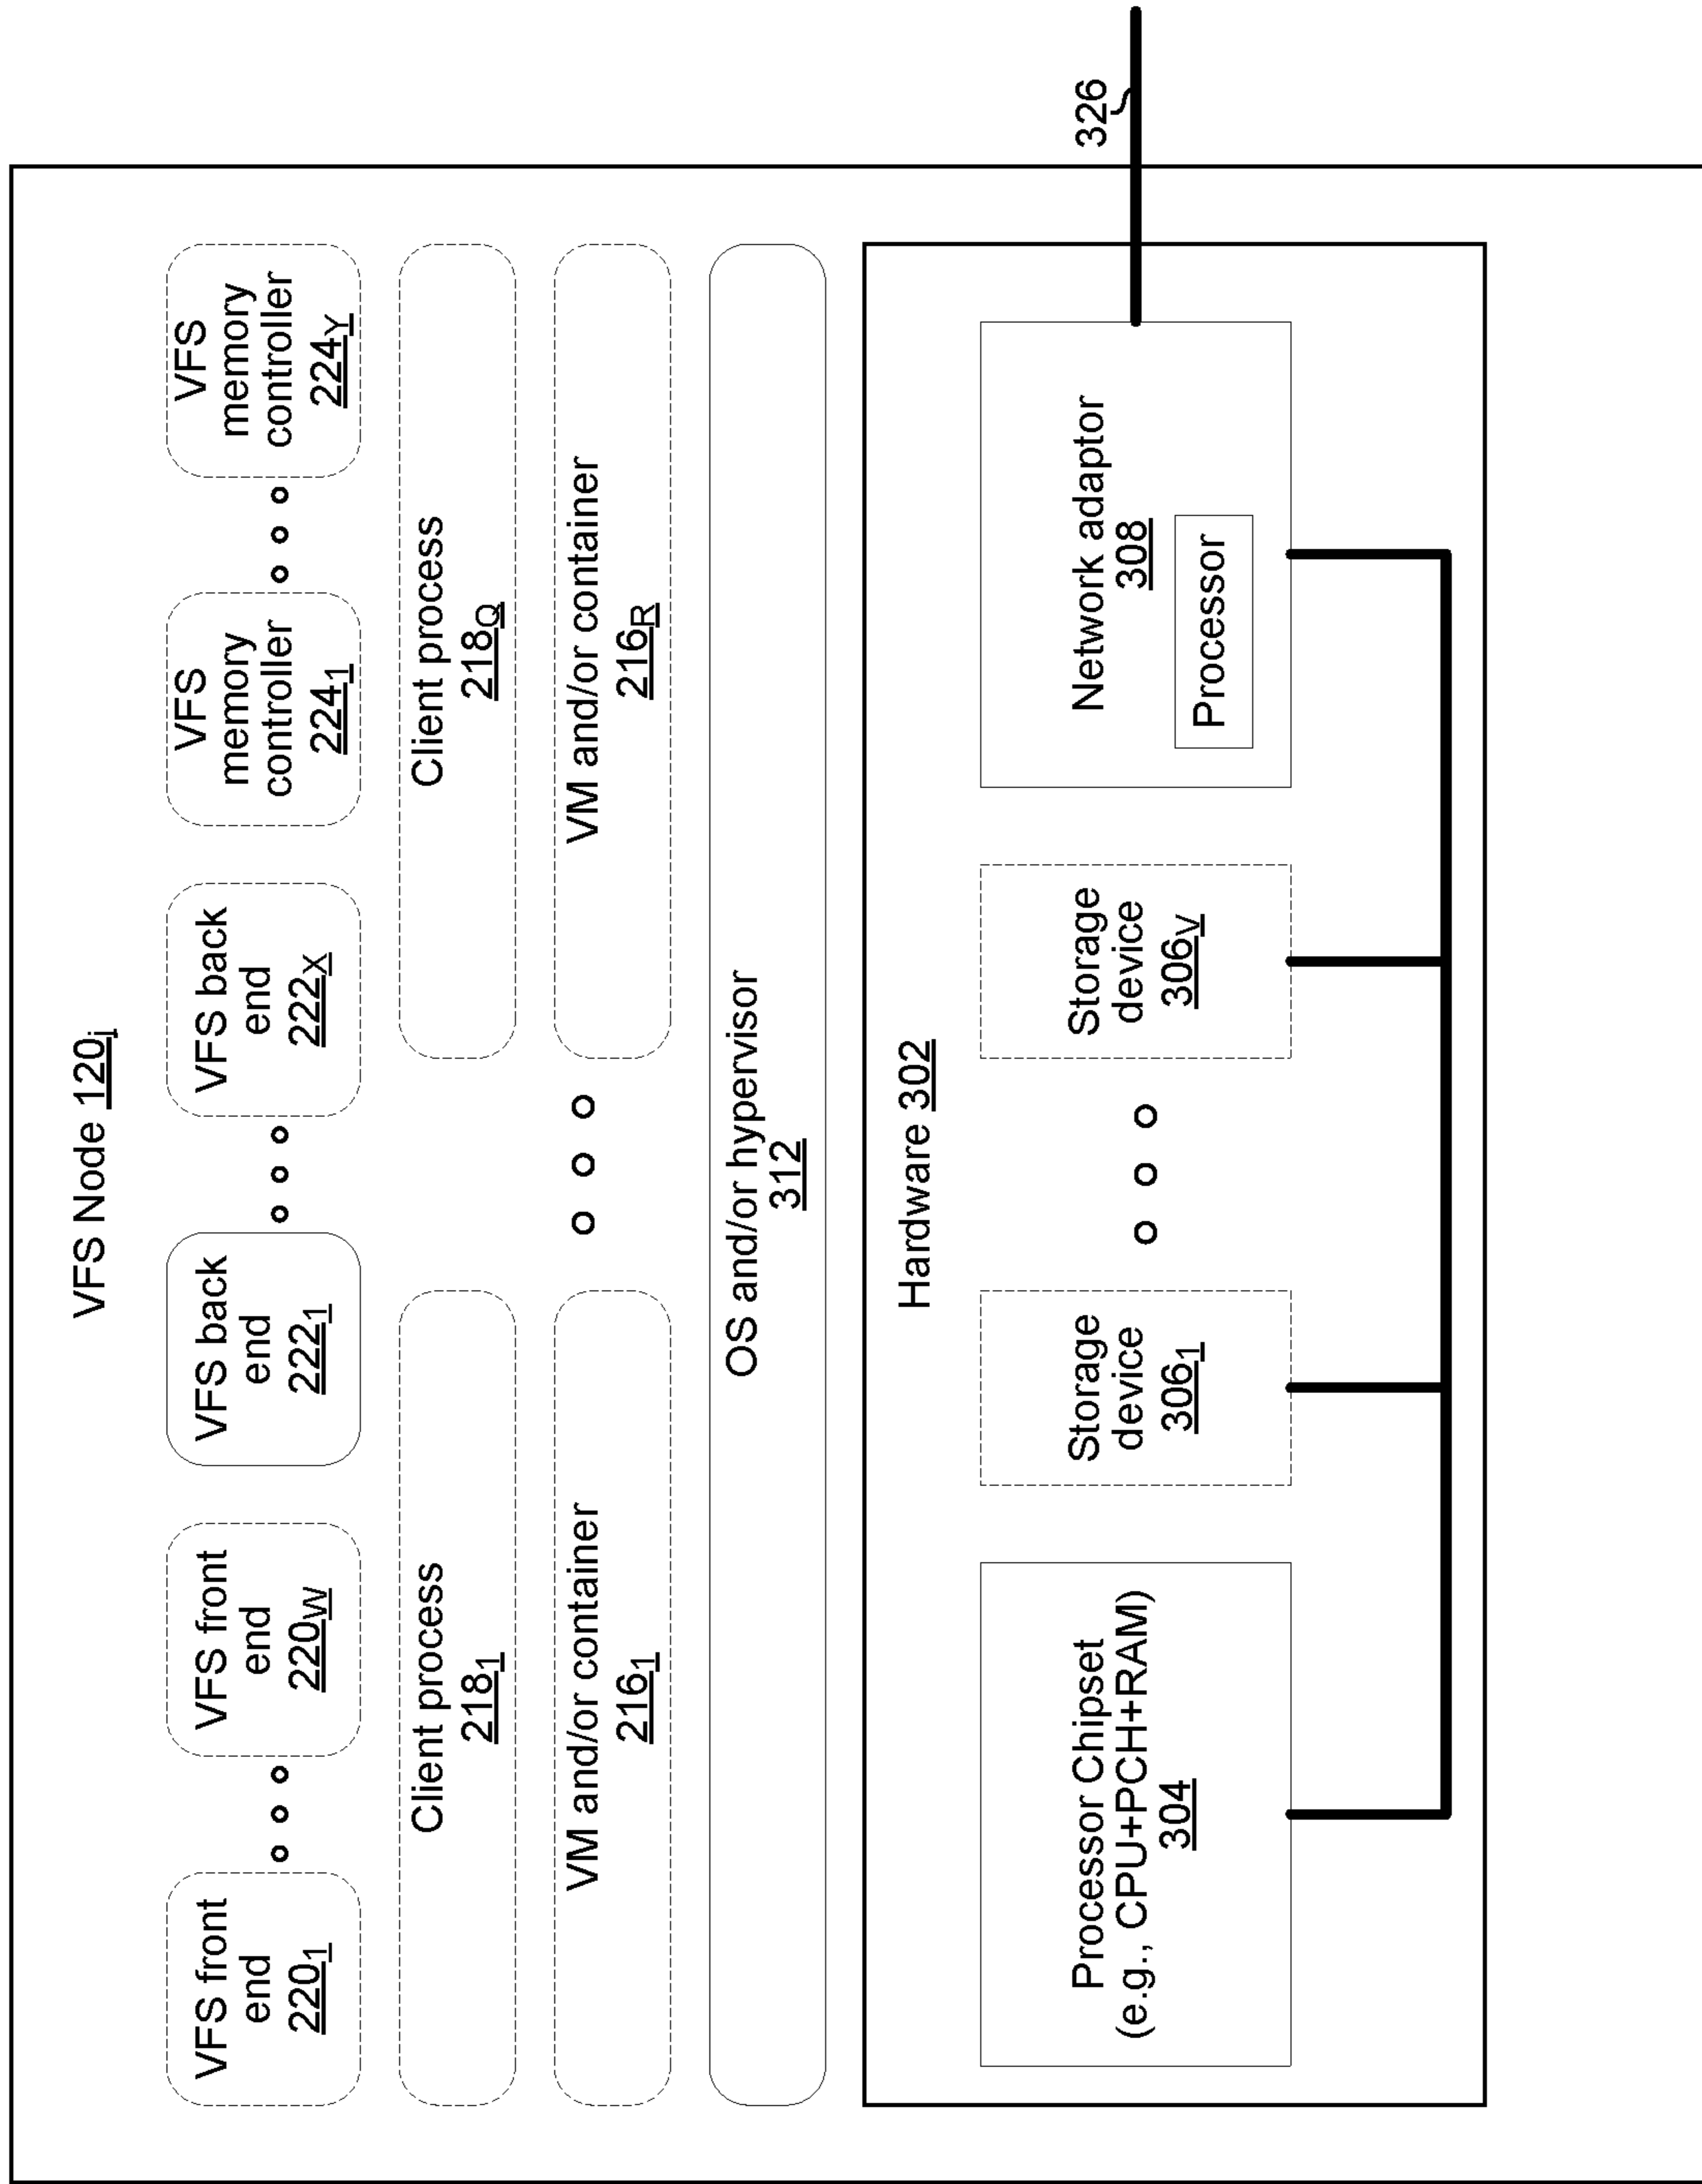 VFS Node 120j
VFS front
end
2201
VFS front
end
220W
VFS back
end
2221
VFS back
end
222X
VFS
memory
controller
2241
VFS
memory
controller
224Y
Client process
2181
Client process
218Q
VM and/or container
2161
VM and/or container
216R
OS and/or hypervisor
312
Hardware 302
Processor Chipset
(e.g., CPU+PCH+RAM)
304
Storage
device
3061
Storage
device
306V
Network adaptor
308
Processor
326